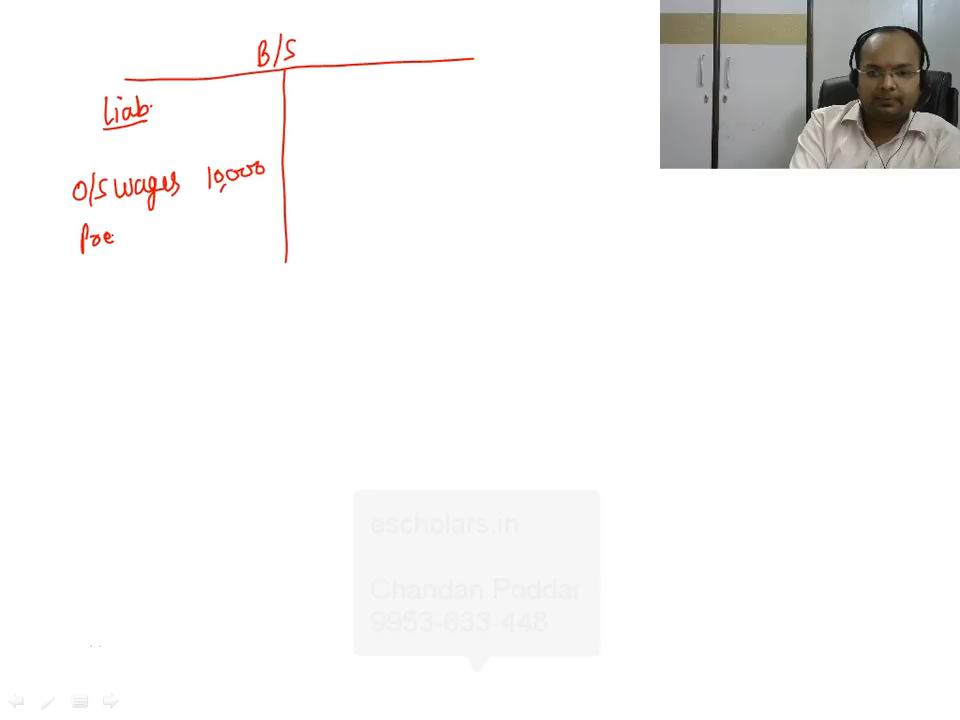 B/S
Liab.
O/S wages 10,000
Pre
escholars.in
Chandan Poddar
9953-633-448